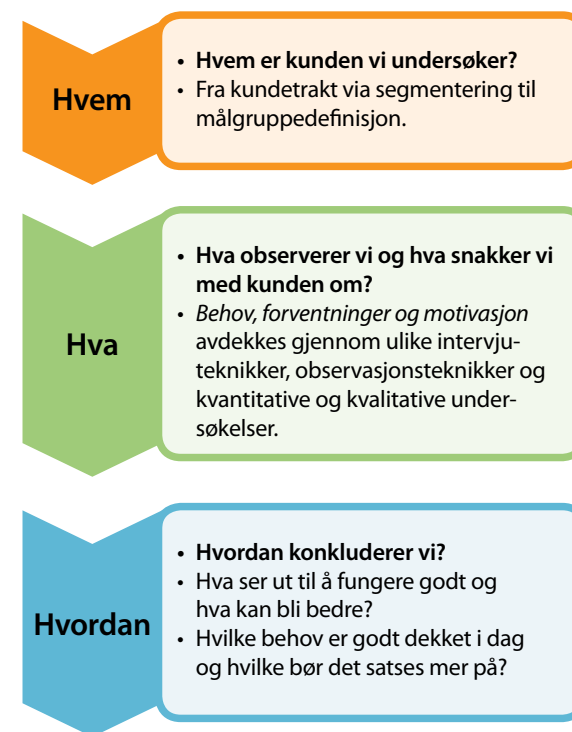 Hvem
• Hvem er kunden vi undersøker?
• Fra kundetrakt via segmentering til
målgruppedefinisjon.
Hva
• Hva observerer vi og hva snakker vi
med kunden om?
• Behov, forventninger og motivasjon
avdekkes gjennom ulike intervju-
teknikker, observasjonsteknikker og
kvantitative og kvalitative under-
søkelser.
Hvordan
• Hvordan konkluderer vi?
• Hva ser ut til å fungere godt og
hva kan bli bedre?
• Hvilke behov er godt dekket i dag
og hvilke bør det satses mer på?